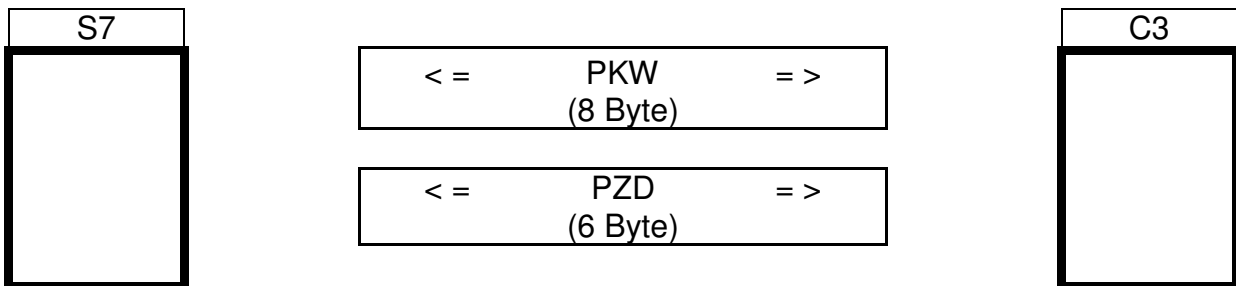 S7
C3
< = PKW = >
(8 Byte)
< = PZD = >
(6 Byte)